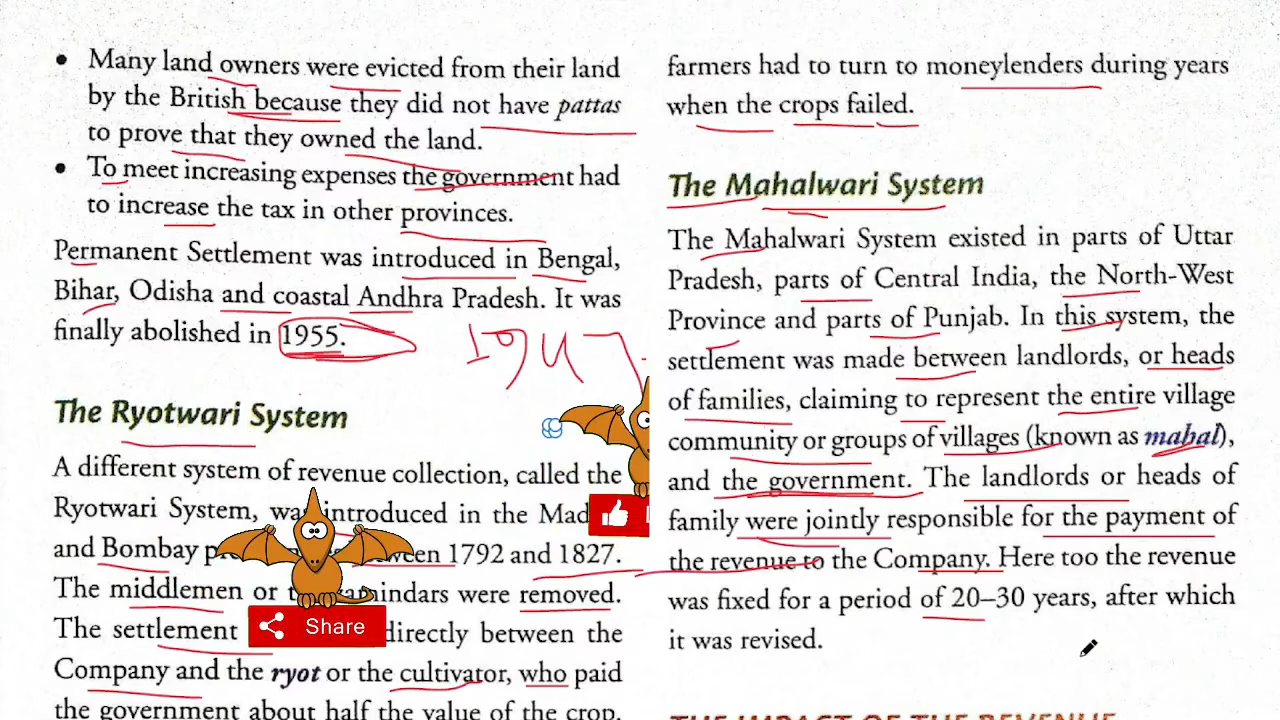 • Many land owners were evicted from their land
by the British because they did not have pattas
to prove that they owned the land.
• To meet increasing expenses the government had
to increase the tax in other provinces.
Permanent Settlement was introduced in Bengal,
Bihar, Odisha and coastal Andhra Pradesh. It was
finally abolished in 1955.
1947
The Ryotwari System
A different system of revenue collection, called the
Ryotwari System, was introduced in the Mad
and Bombay 1792 and 1827.
The middlemen or were removed.
The settlement directly between the
Share
Company and the ryot or the cultivator, who paid
the government about half the value of the crop.
farmers had to turn to moneylenders during years
when the crops failed.
The Mahalwari System
The Mahalwari System existed in parts of Uttar
Pradesh, parts of Central India, the North-West
Province and parts of Punjab. In this system, the
settlement was made between landlords, or heads
of families, claiming to represent the entire village
community or groups of villages (known as mahal),
and the government. The landlords or heads of
family were jointly responsible for the payment of
the revenue to the Company. Here too the revenue
was fixed for a period of 20–30 years, after which
it was revised.
THE IMPACT OF THE REVENUE